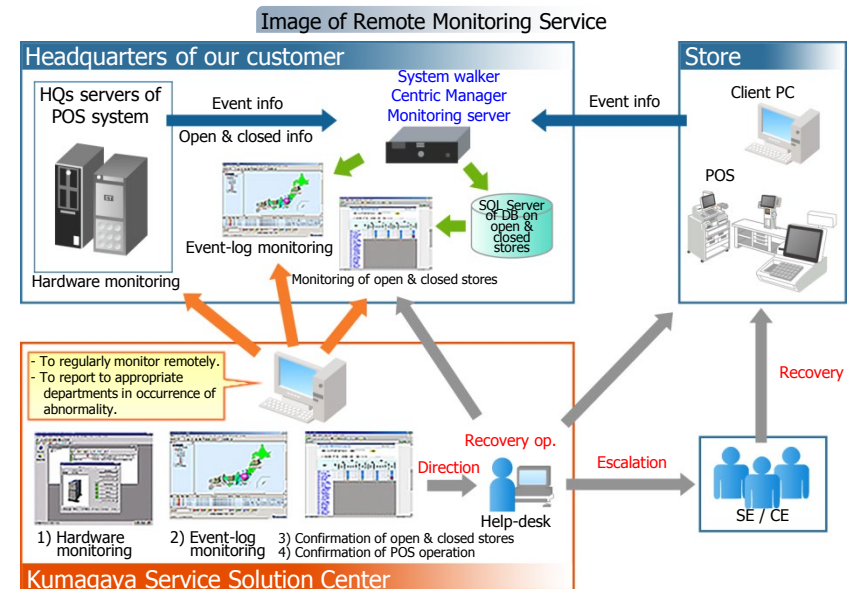 Image of Remote Monitoring Service
Headquarters of our customer
Store
HQs servers of
POS system
Event info
Open & closed info
System walker
Centric Manager
Monitoring server
Event info
Client PC
POS
SQL Server
of DB on
open &
closed
stores
Event-log monitoring
Hardware monitoring
Monitoring of open & closed stores
- To regularly monitor remotely.
- To report to appropriate
departments in occurrence of
abnormality.
Recovery
Recovery op.
Direction
Escalation
Help-desk
SE / CE
1) Hardware
monitoring
2) Event-log
monitoring
3) Confirmation of open & closed stores
4) Confirmation of POS operation
Kumagaya Service Solution Center